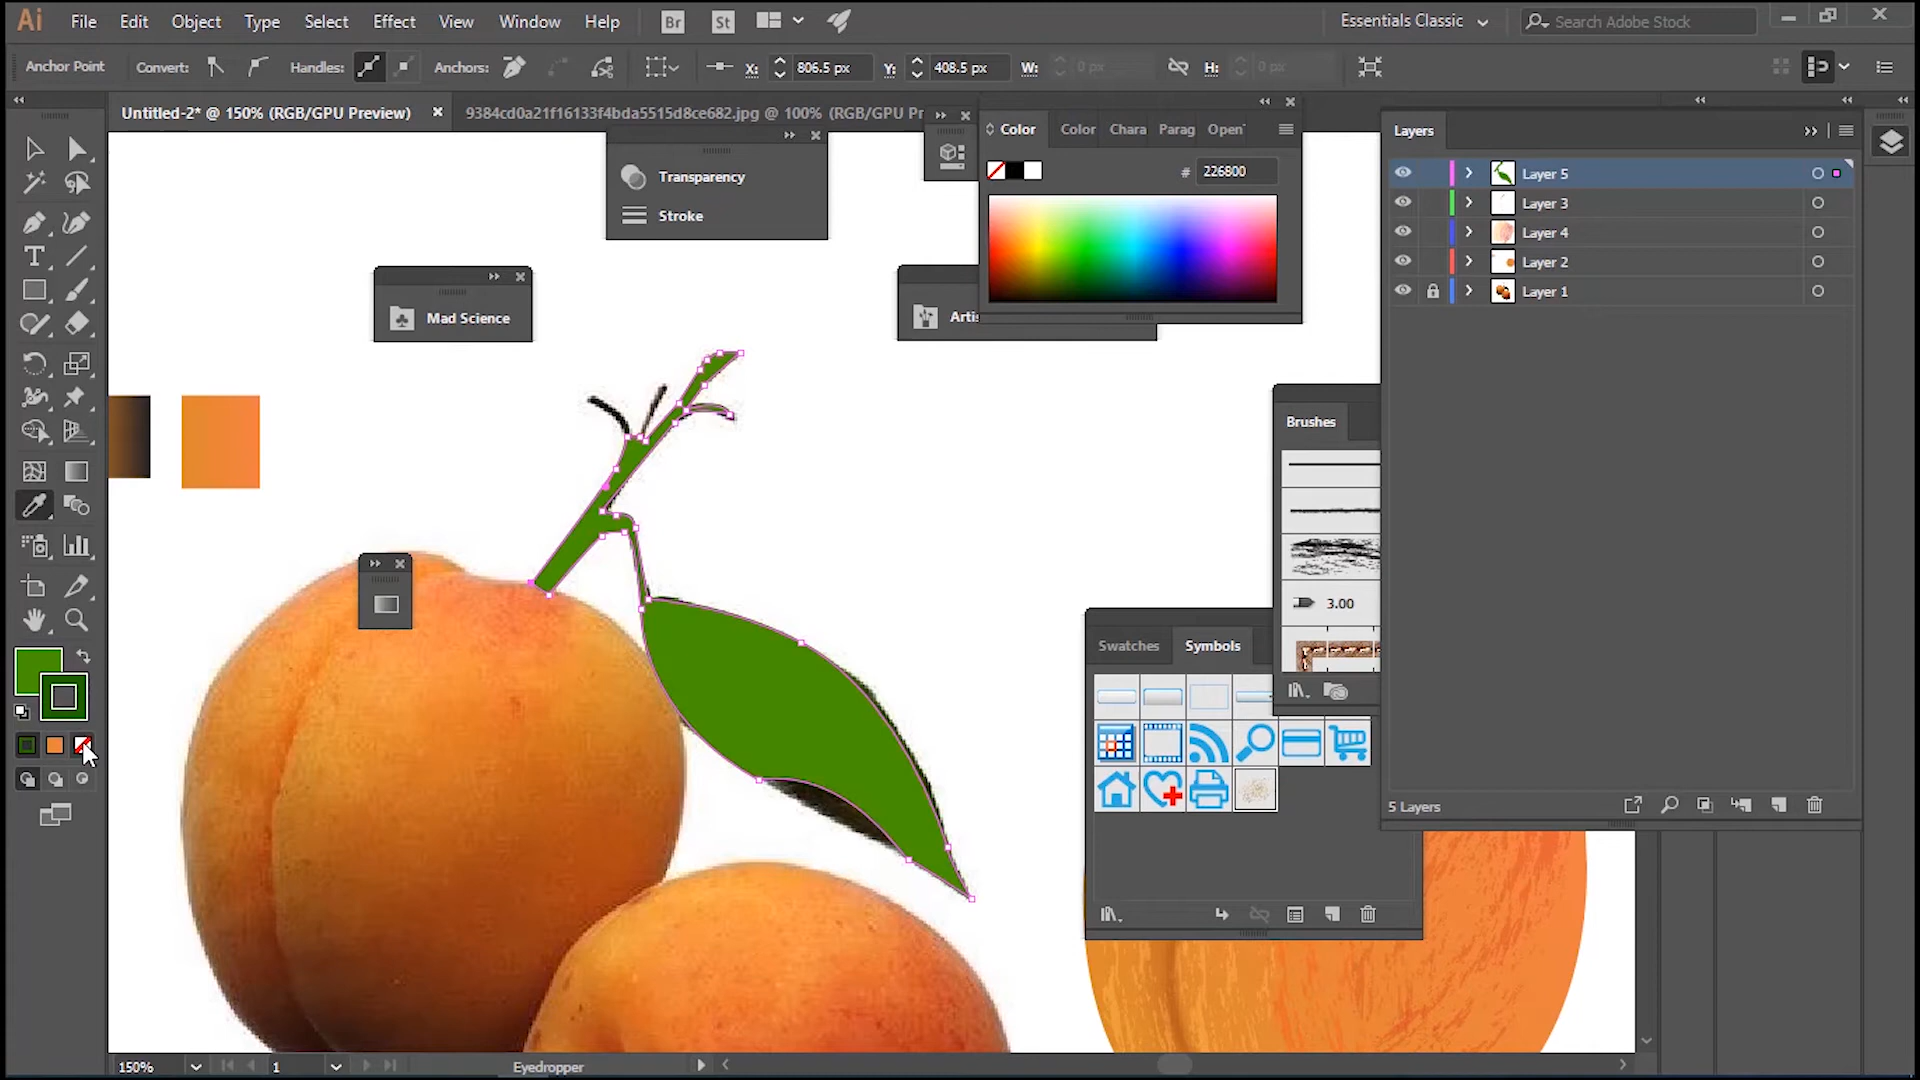 Ai File Edit Object Type Select Effect View Window Help Br St Essentials Classic Search Adobe Stock
Anchor Point Convert: Handles: Anchors: X: 806.5 px Y: 408.5 px W: 0 px H: 0 px
Untitled-2* @ 150% (RGB/GPU Preview) 9384cd0a21f16133f4bda5515d8ce682.jpg @ 100% (RGB/GPU Pr
Color Color Chara Parag Open
Layers
Transparency
Stroke
# 226800
Layer 5
Layer 3
Layer 4
Layer 2
Layer 1
Mad Science
Artis
Brushes
3.00
Swatches Symbols
5 Layers
150% 1 Eyedropper